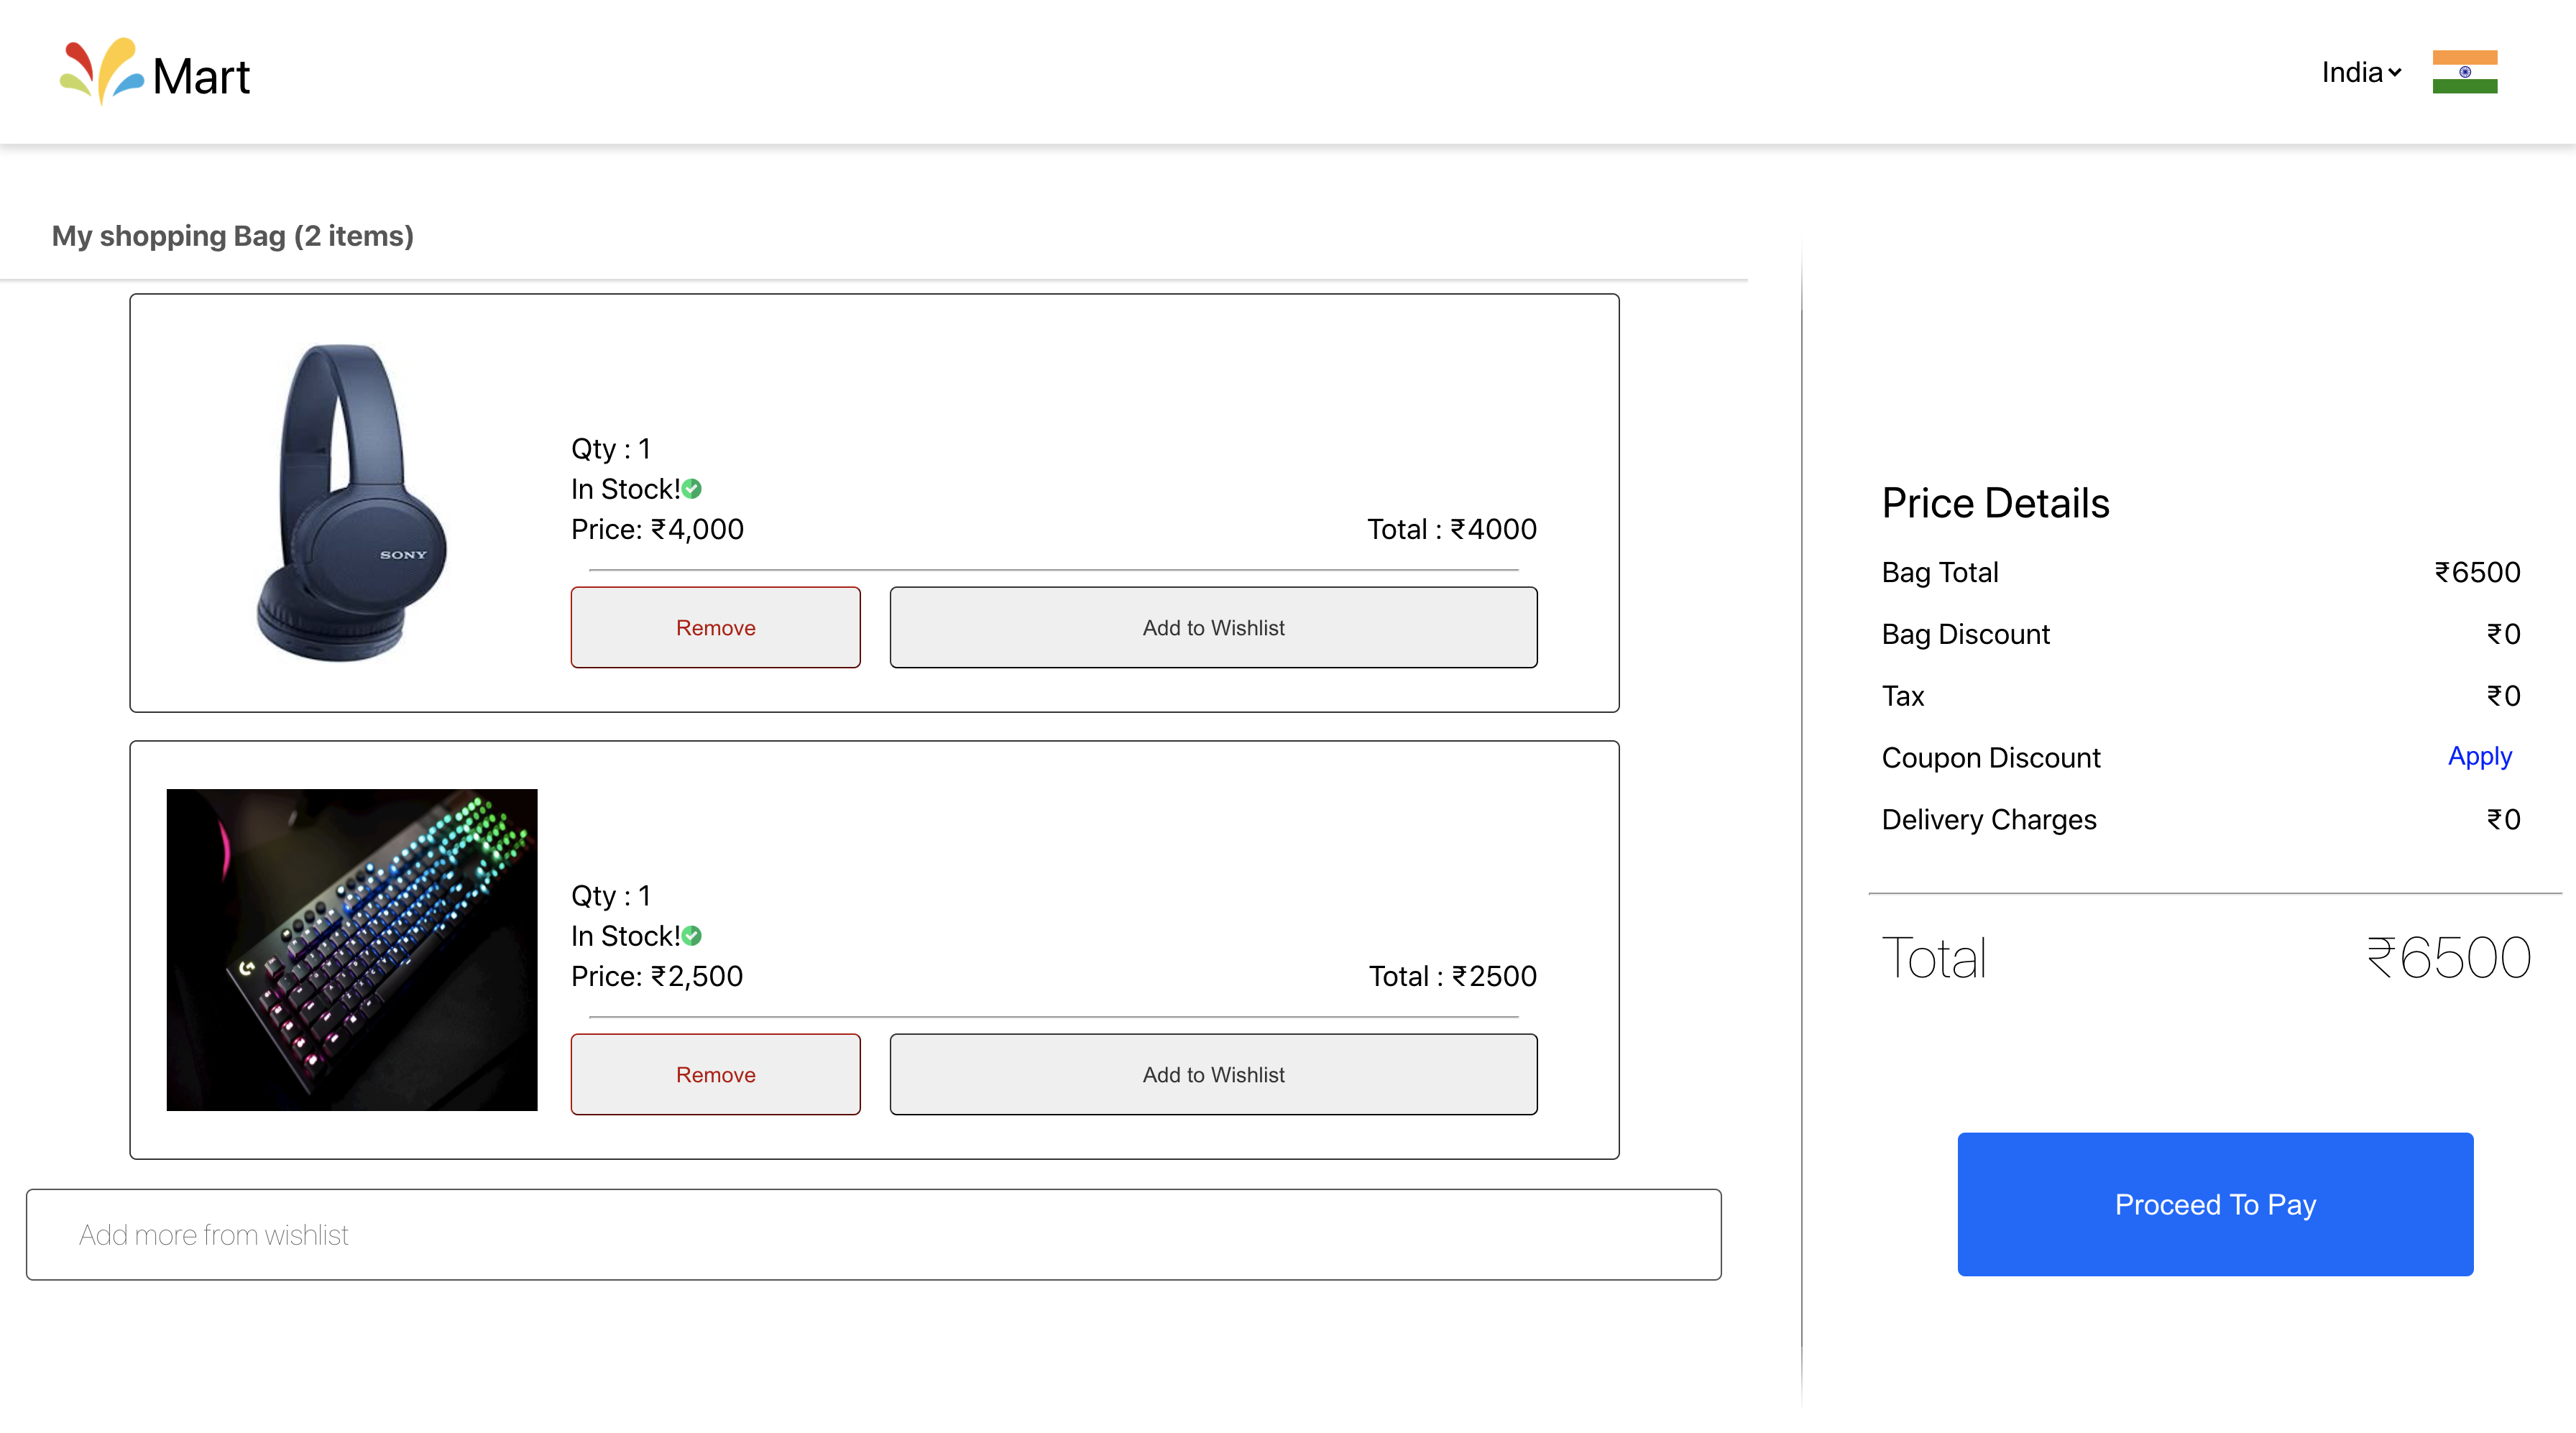 Mart
India
My shopping Bag (2 items)
SONY
Qty : 1
In Stock!
Price: ₹4,000
Total : ₹4000
Remove
Add to Wishlist
Qty : 1
In Stock!
Price: ₹2,500
Total : ₹2500
Remove
Add to Wishlist
Add more from wishlist
Price Details
Bag Total ₹6500
Bag Discount ₹0
Tax ₹0
Coupon Discount Apply
Delivery Charges ₹0
Total ₹6500
Proceed To Pay